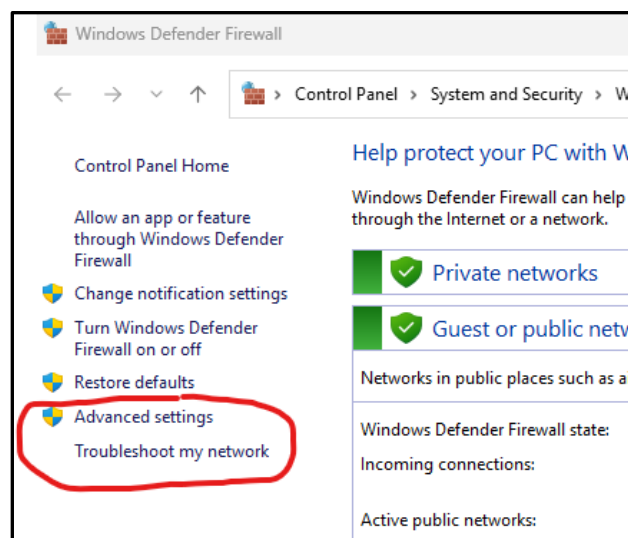 Windows Defender Firewall
Control Panel > System and Security > W
Control Panel Home
Allow an app or feature
through Windows Defender
Firewall
Change notification settings
Turn Windows Defender
Firewall on or off
Restore defaults
Advanced settings
Troubleshoot my network
Help protect your PC with W
Windows Defender Firewall can help
through the Internet or a network.
Private networks
Guest or public netw
Networks in public places such as ai
Windows Defender Firewall state:
Incoming connections:
Active public networks: